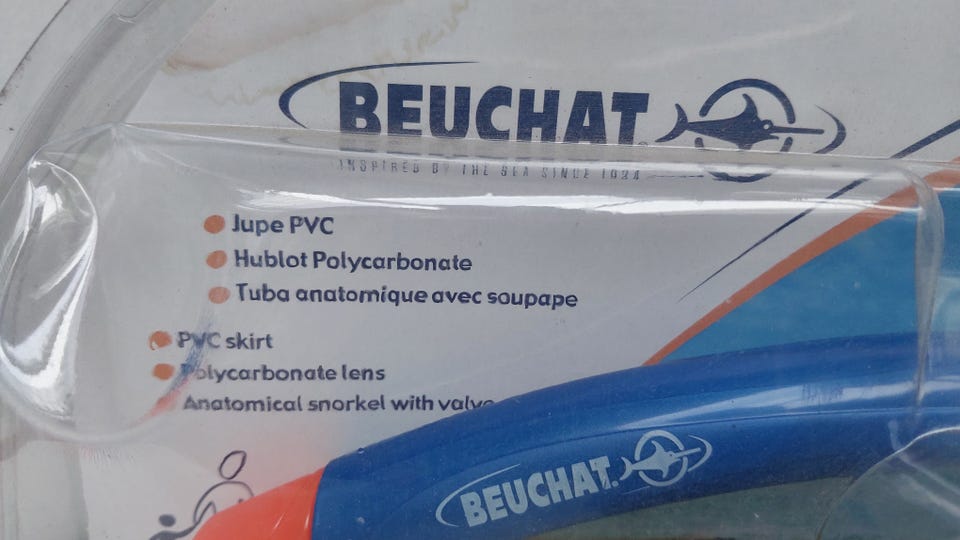 BEUCHAT
INSPIRED BY THE SEA SINCE 1934
Jupe PVC
Hublot Polycarbonate
Tuba anatomique avec soupape
PVC skirt
Polycarbonate lens
Anatomical snorkel with valve
BEUCHAT